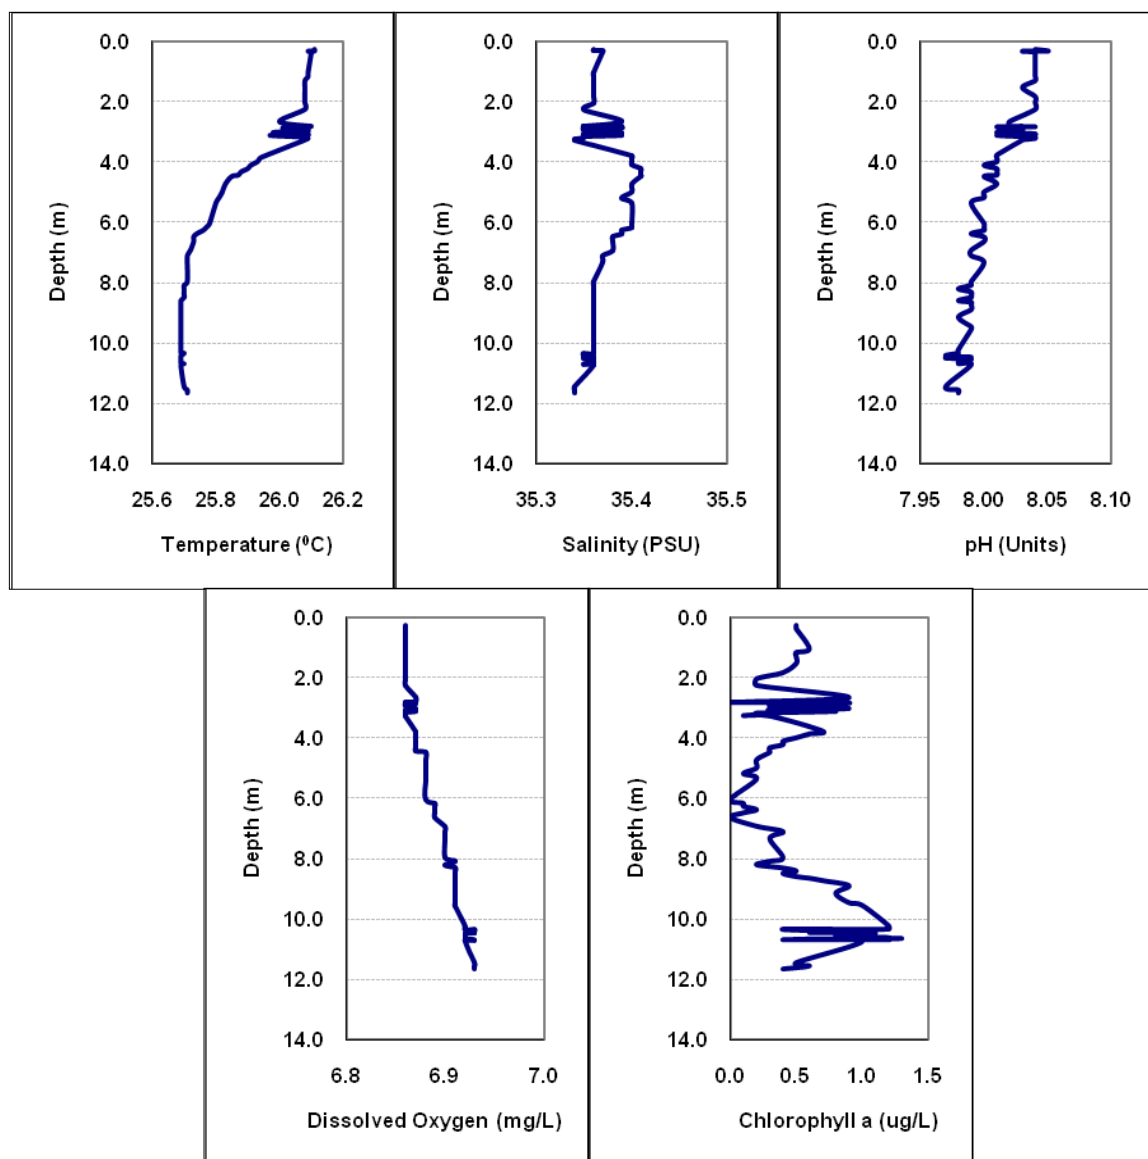 0.0
2.0
4.0
6.0
8.0
10.0
12.0
14.0
Depth (m)
25.6 25.8 26.0 26.2
Temperature (⁰C)
0.0
2.0
4.0
6.0
8.0
10.0
12.0
14.0
Depth (m)
35.3 35.4 35.5
Salinity (PSU)
0.0
2.0
4.0
6.0
8.0
10.0
12.0
14.0
Depth (m)
7.95 8.00 8.05 8.10
pH (Units)
0.0
2.0
4.0
6.0
8.0
10.0
12.0
14.0
Depth (m)
6.8 6.9 7.0
Dissolved Oxygen (mg/L)
0.0
2.0
4.0
6.0
8.0
10.0
12.0
14.0
Depth (m)
0.0 0.5 1.0 1.5
Chlorophyll a (ug/L)